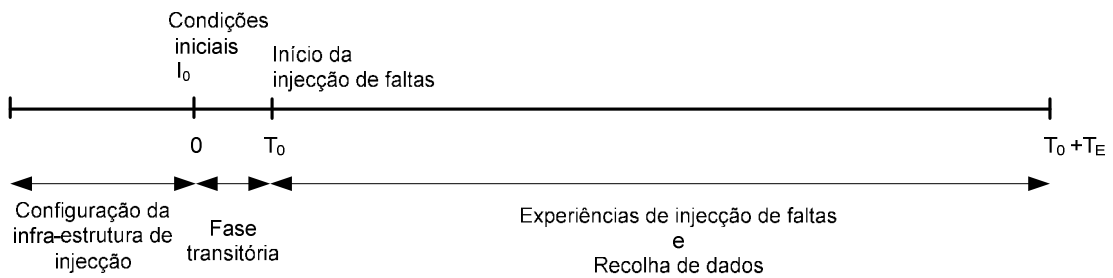 Condições
iniciais
I₀
Início da
injecção de faltas
0
T₀
T₀ +Tᴇ
Configuração da
infra-estrutura de
injecção
Fase
transitória
Experiências de injecção de faltas
e
Recolha de dados